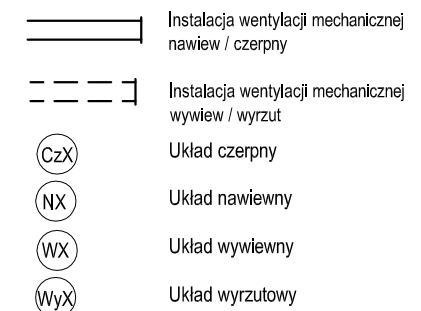 Instalacja wentylacji mechanicznej
nawiew / czerpny
Instalacja wentylacji mechanicznej
wywiew / wyrzut
CzX Układ czerpny
NX Układ nawiewny
WX Układ wywiewny
WyX Układ wyrzutowy